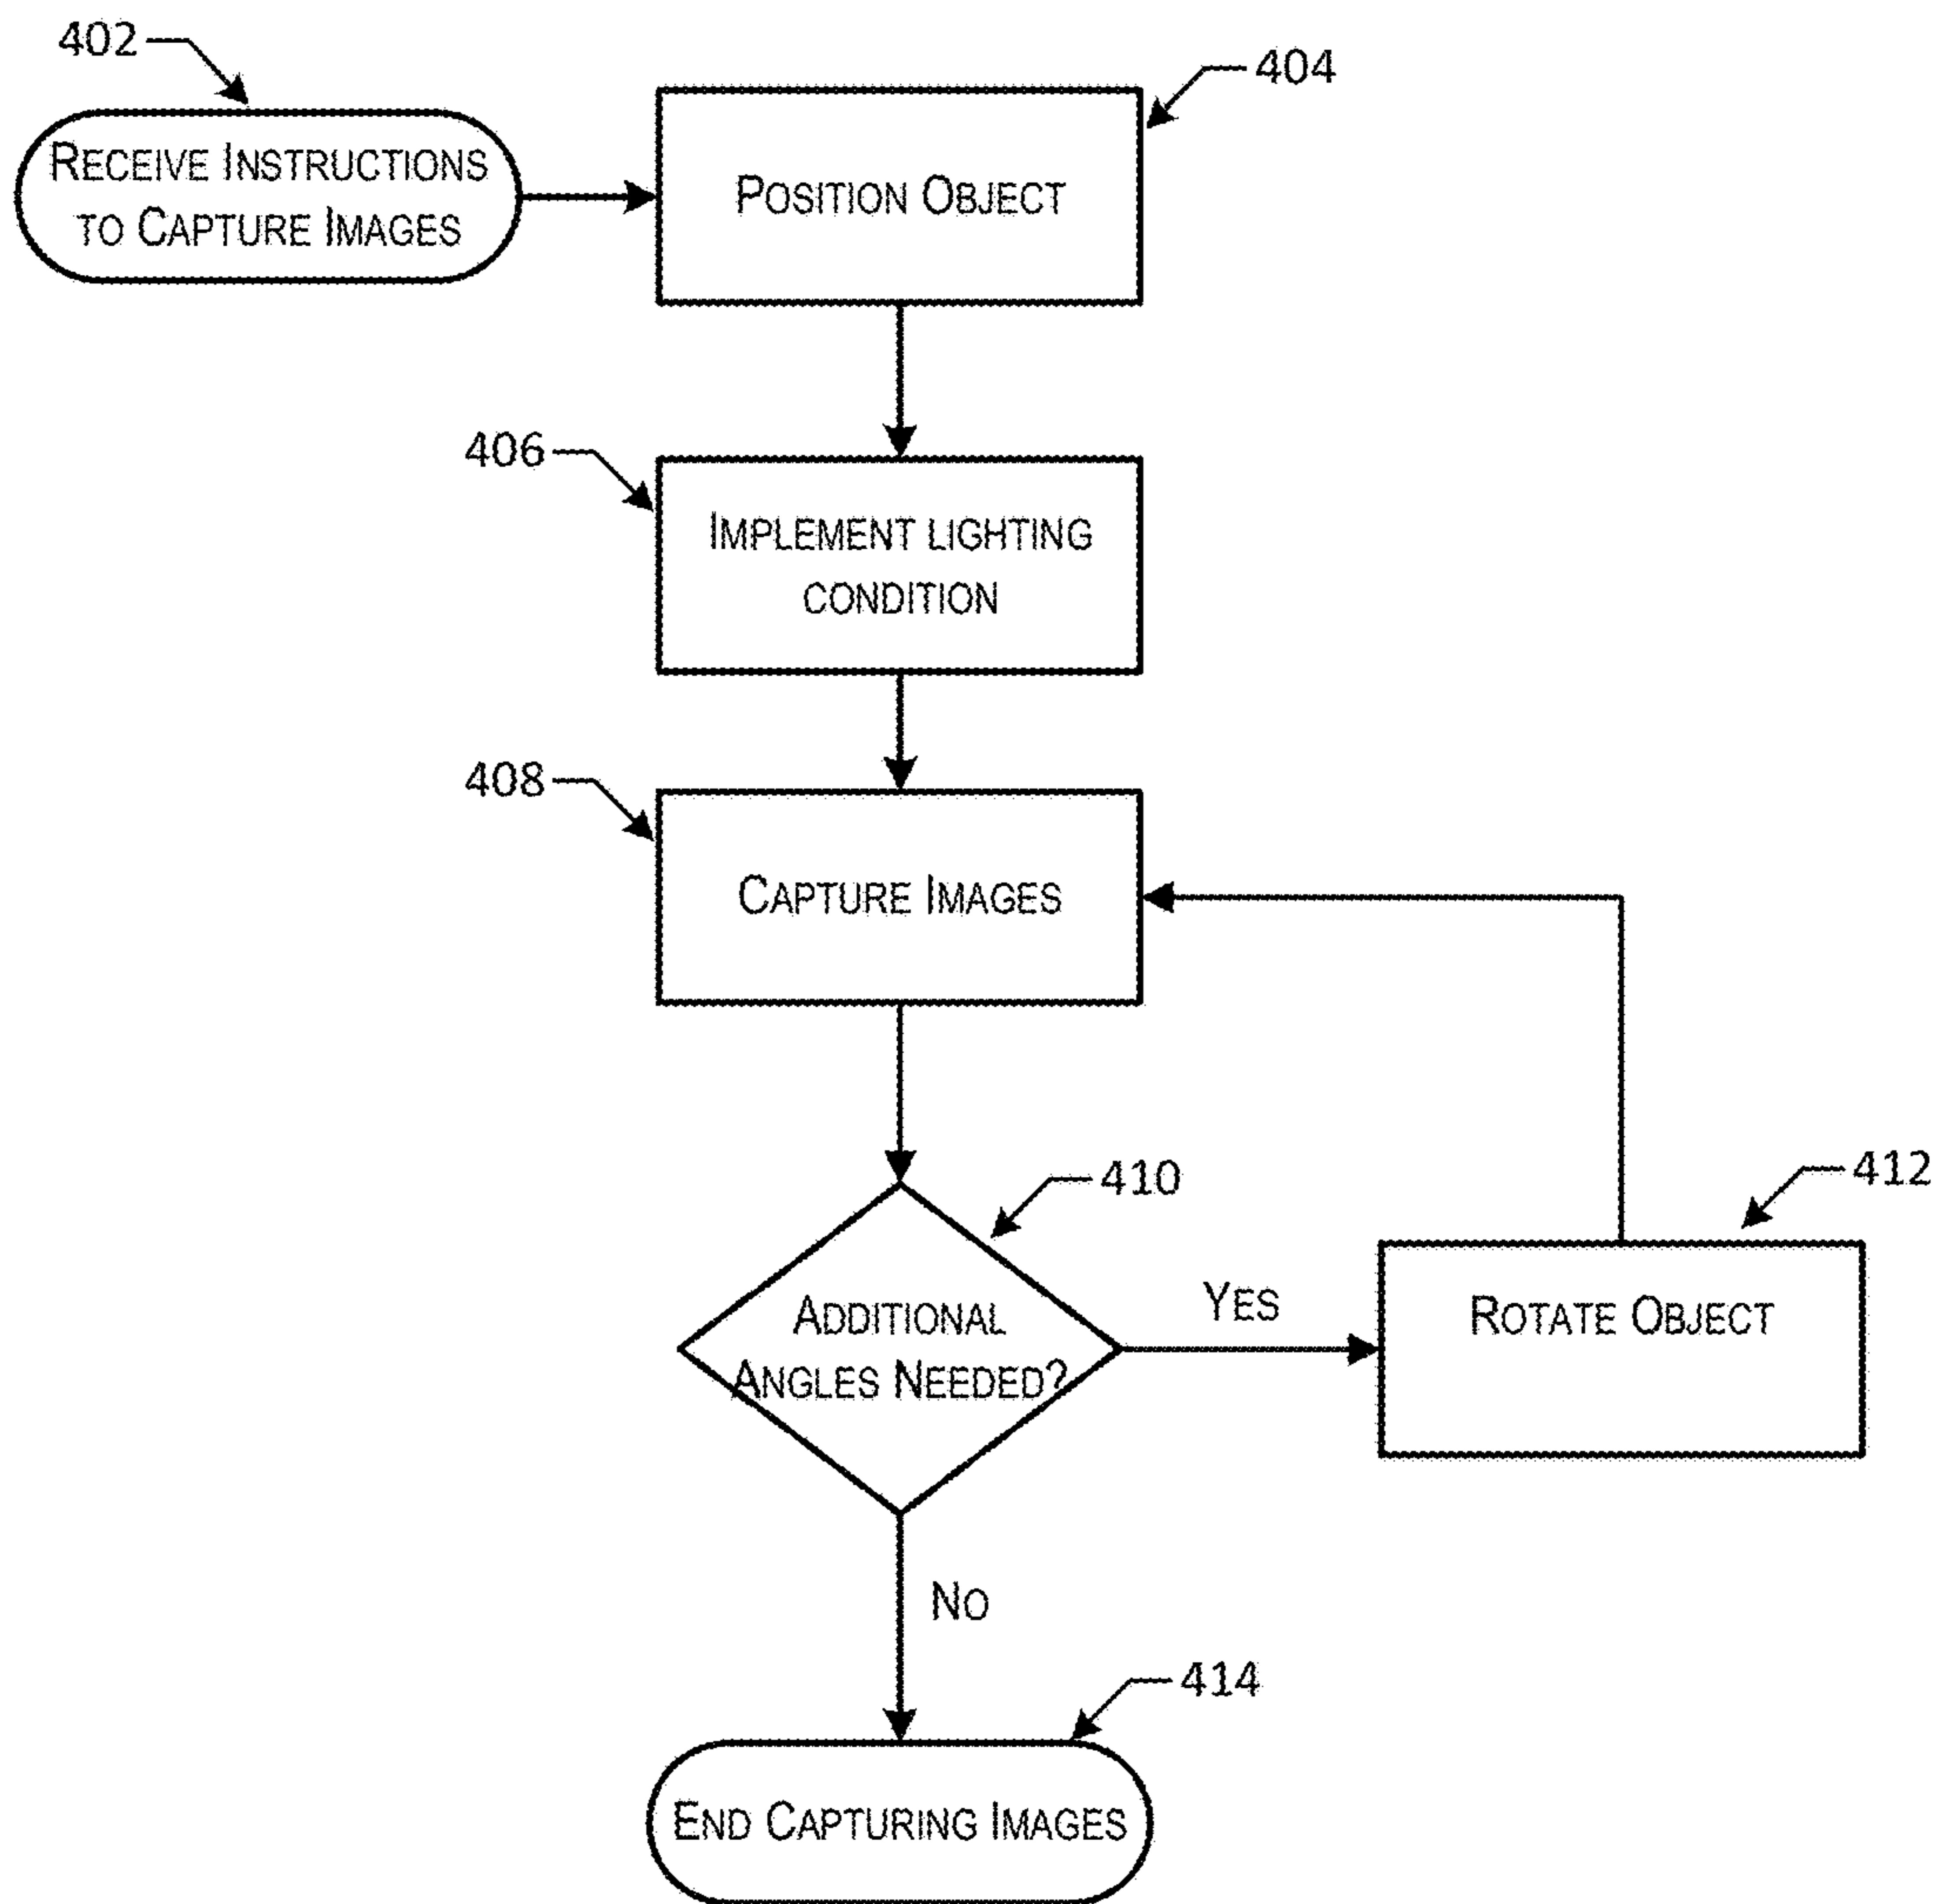 402
404
RECEIVE INSTRUCTIONS
TO CAPTURE IMAGES
POSITION OBJECT
406
IMPLEMENT LIGHTING
CONDITION
408
CAPTURE IMAGES
410
412
ADDITIONAL
ANGLES NEEDED?
YES
ROTATE OBJECT
NO
414
END CAPTURING IMAGES